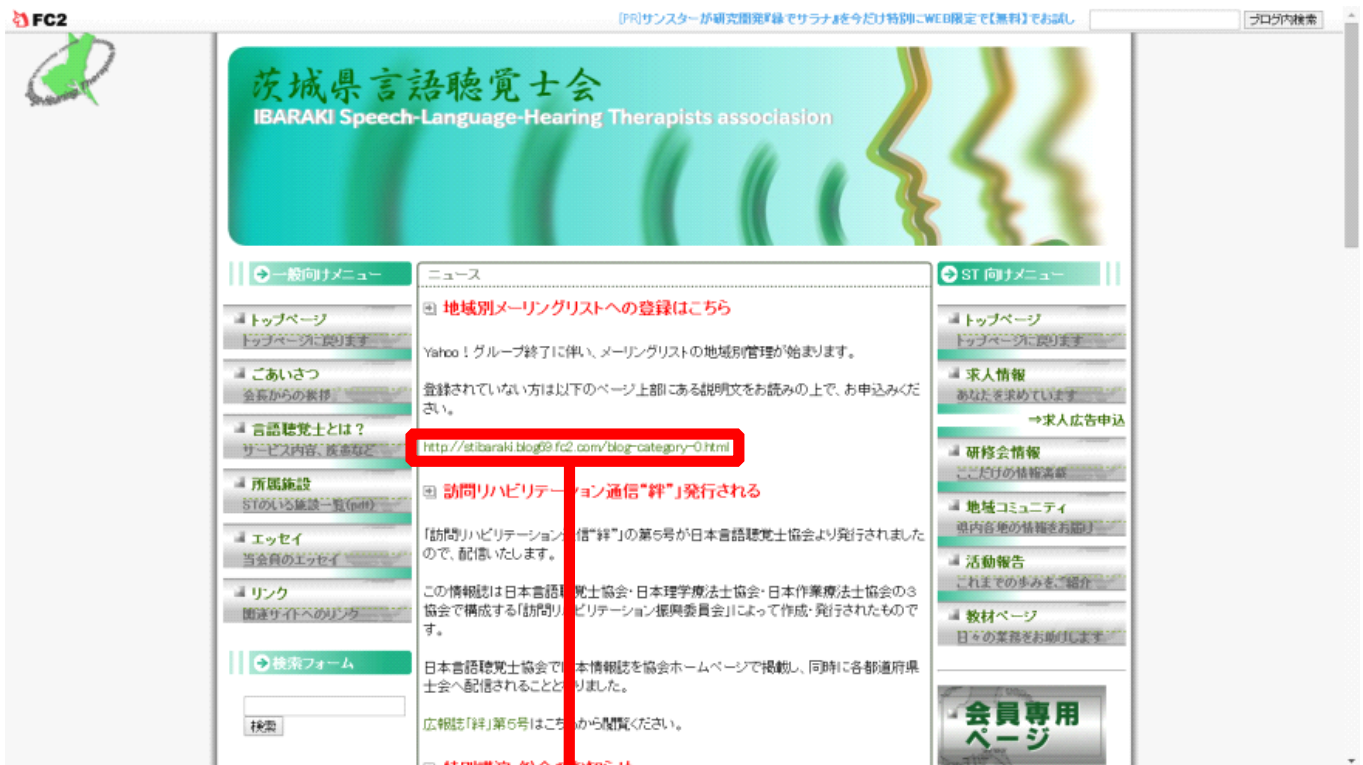 FC2
[PR]サンスターが研究開発『緑でサラナ』を今だけ特別にWEB限定で【無料】でお試し
ブログ内検索
茨城県言語聴覚士会
IBARAKI Speech-Language-Hearing Therapists associasion
一般向けメニュー
トップページ
トップページに戻ります
ごあいさつ
会長からの挨拶
言語聴覚士とは？
サービス内容、疾患など
所属施設
STのいる施設一覧(pdf)
エッセイ
当会員のエッセイ
リンク
関連サイトへのリンク
検索フォーム
検索
ニュース
地域別メーリングリストへの登録はこちら
Yahoo！グループ終了に伴い、メーリングリストの地域別管理が始まります。
登録されていない方は以下のページ上部にある説明文をお読みの上で、お申込みくだ
さい。
http://stibaraki.blog69.fc2.com/blog-category-0.html
訪問リハビリテーション通信“絆”」発行される
「訪問リハビリテーション通信“絆”」の第5号が日本言語聴覚士協会より発行されました
ので、配信いたします。
この情報誌は日本言語聴覚士協会・日本理学療法士協会・日本作業療法士協会の3
協会で構成する「訪問リハビリテーション振興委員会」によって作成・発行されたもので
す。
日本言語聴覚士協会では本情報誌を協会ホームページで掲載し、同時に各都道府県
士会へ配信されることとなりました。
広報誌「絆」第5号はこちらから閲覧ください。
ST 向けメニュー
トップページ
トップページに戻ります
求人情報
あなたを求めています
⇒求人広告申込
研修会情報
ここだけの情報満載
地域コミュニティ
県内各地の情報をお届け
活動報告
これまでの歩みをご紹介
教材ページ
日々の業務をお助けします
会員専用
ページ